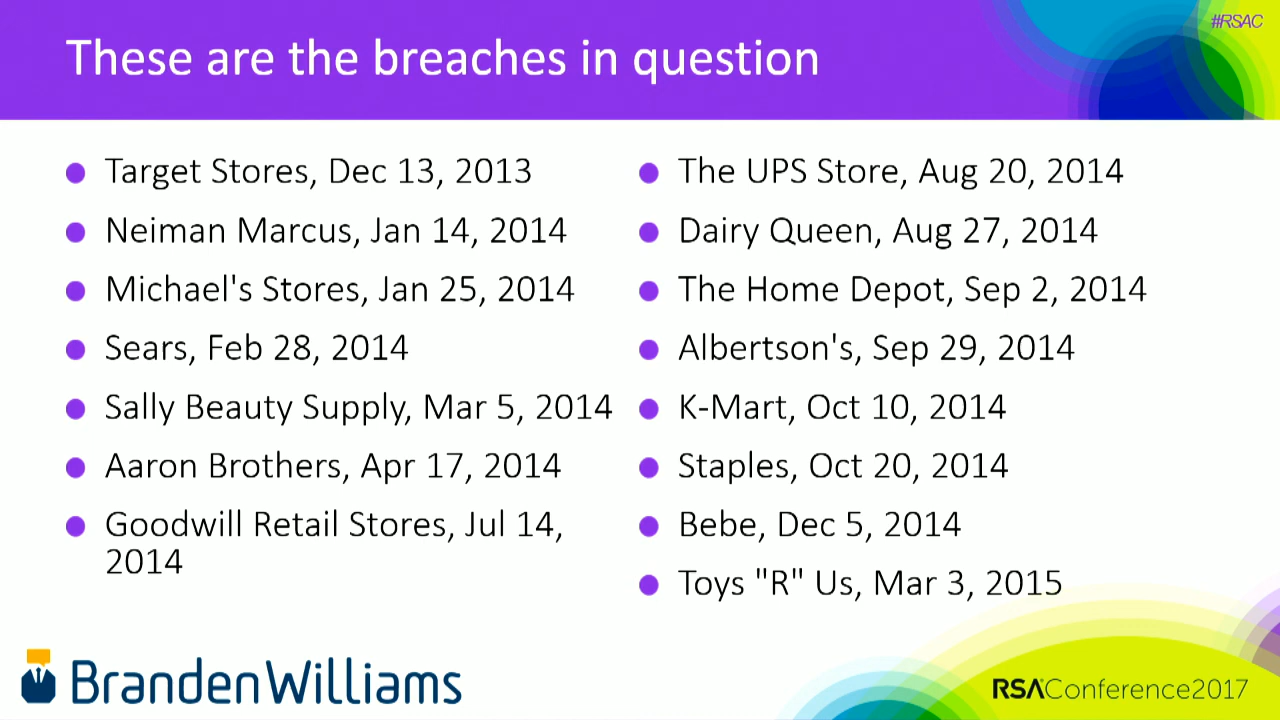 #RSAC
These are the breaches in question
Target Stores, Dec 13, 2013
Neiman Marcus, Jan 14, 2014
Michael's Stores, Jan 25, 2014
Sears, Feb 28, 2014
Sally Beauty Supply, Mar 5, 2014
Aaron Brothers, Apr 17, 2014
Goodwill Retail Stores, Jul 14,
2014
The UPS Store, Aug 20, 2014
Dairy Queen, Aug 27, 2014
The Home Depot, Sep 2, 2014
Albertson's, Sep 29, 2014
K-Mart, Oct 10, 2014
Staples, Oct 20, 2014
Bebe, Dec 5, 2014
Toys "R" Us, Mar 3, 2015
BrandenWilliams
RSAConference2017